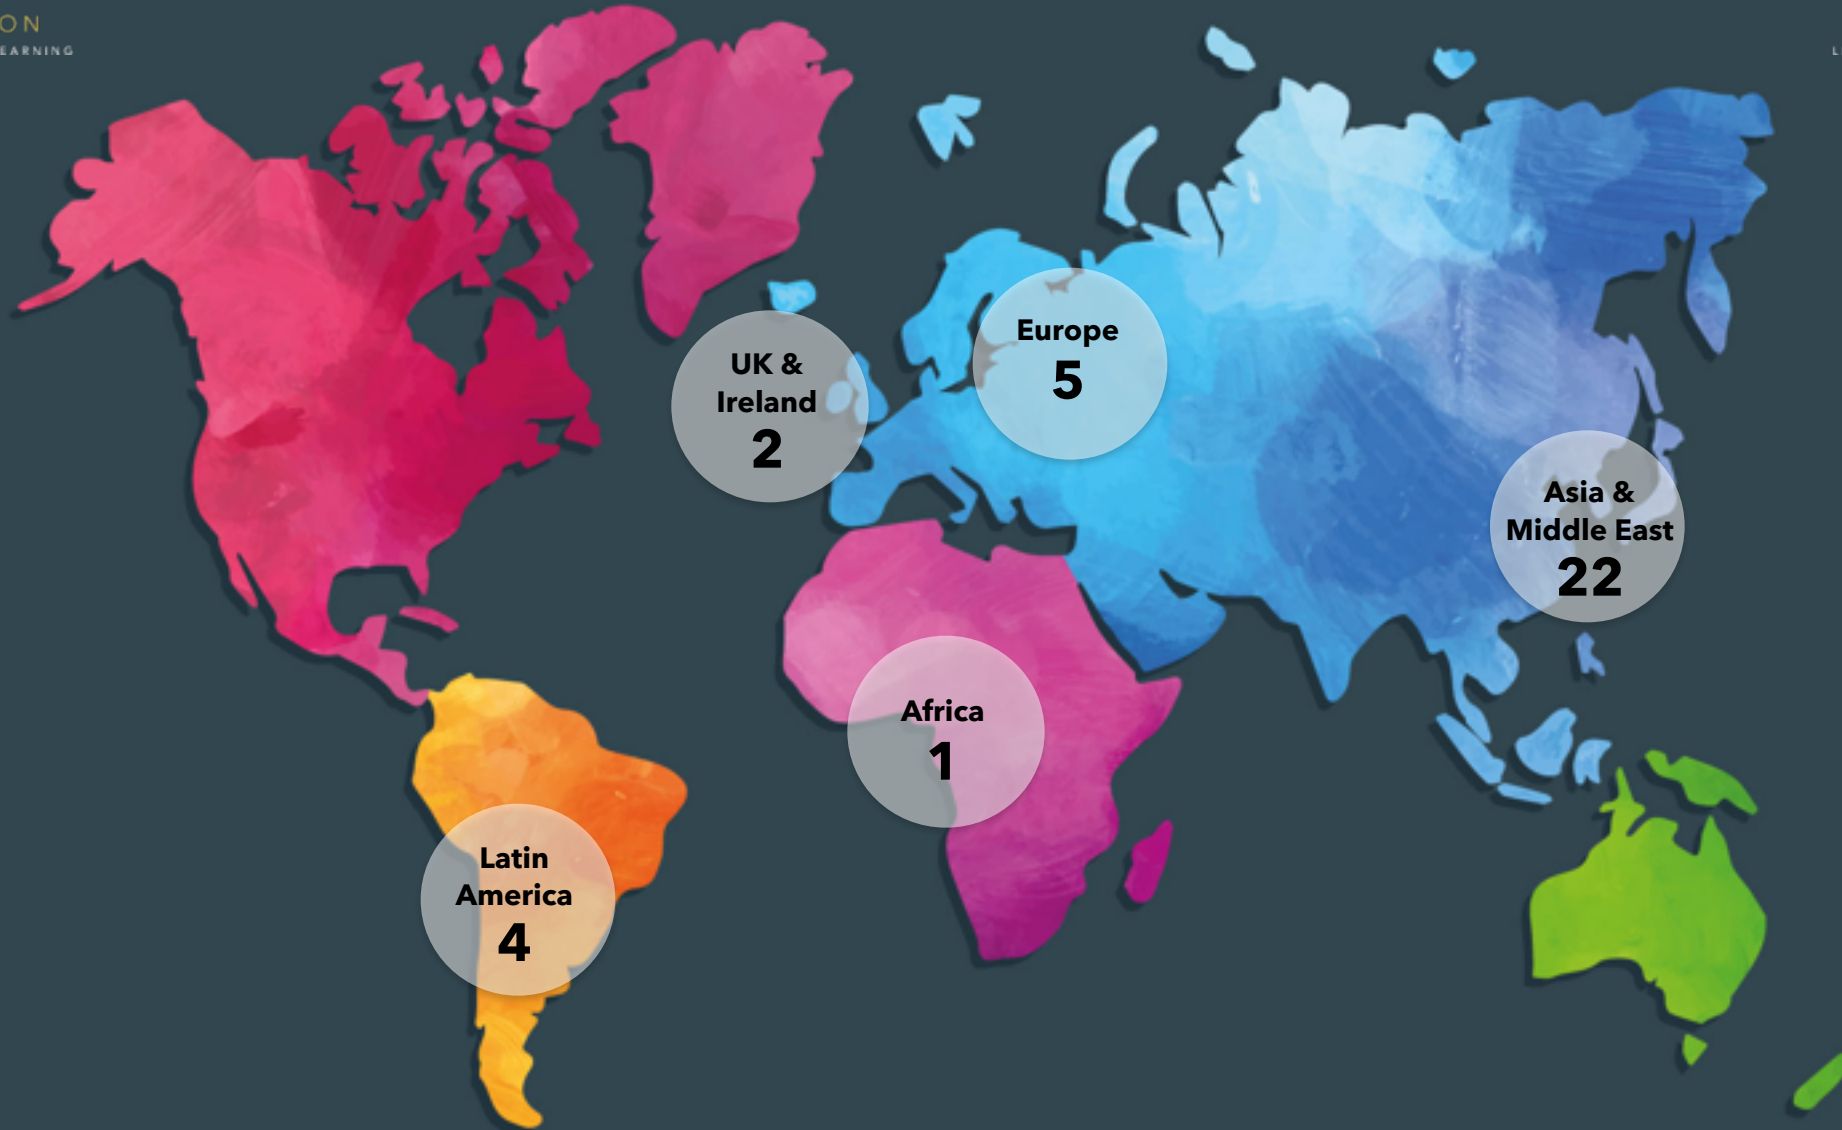 ON
EARNING
L
UK &
Ireland
2
Europe
5
Asia &
Middle East
22
Africa
1
Latin
America
4